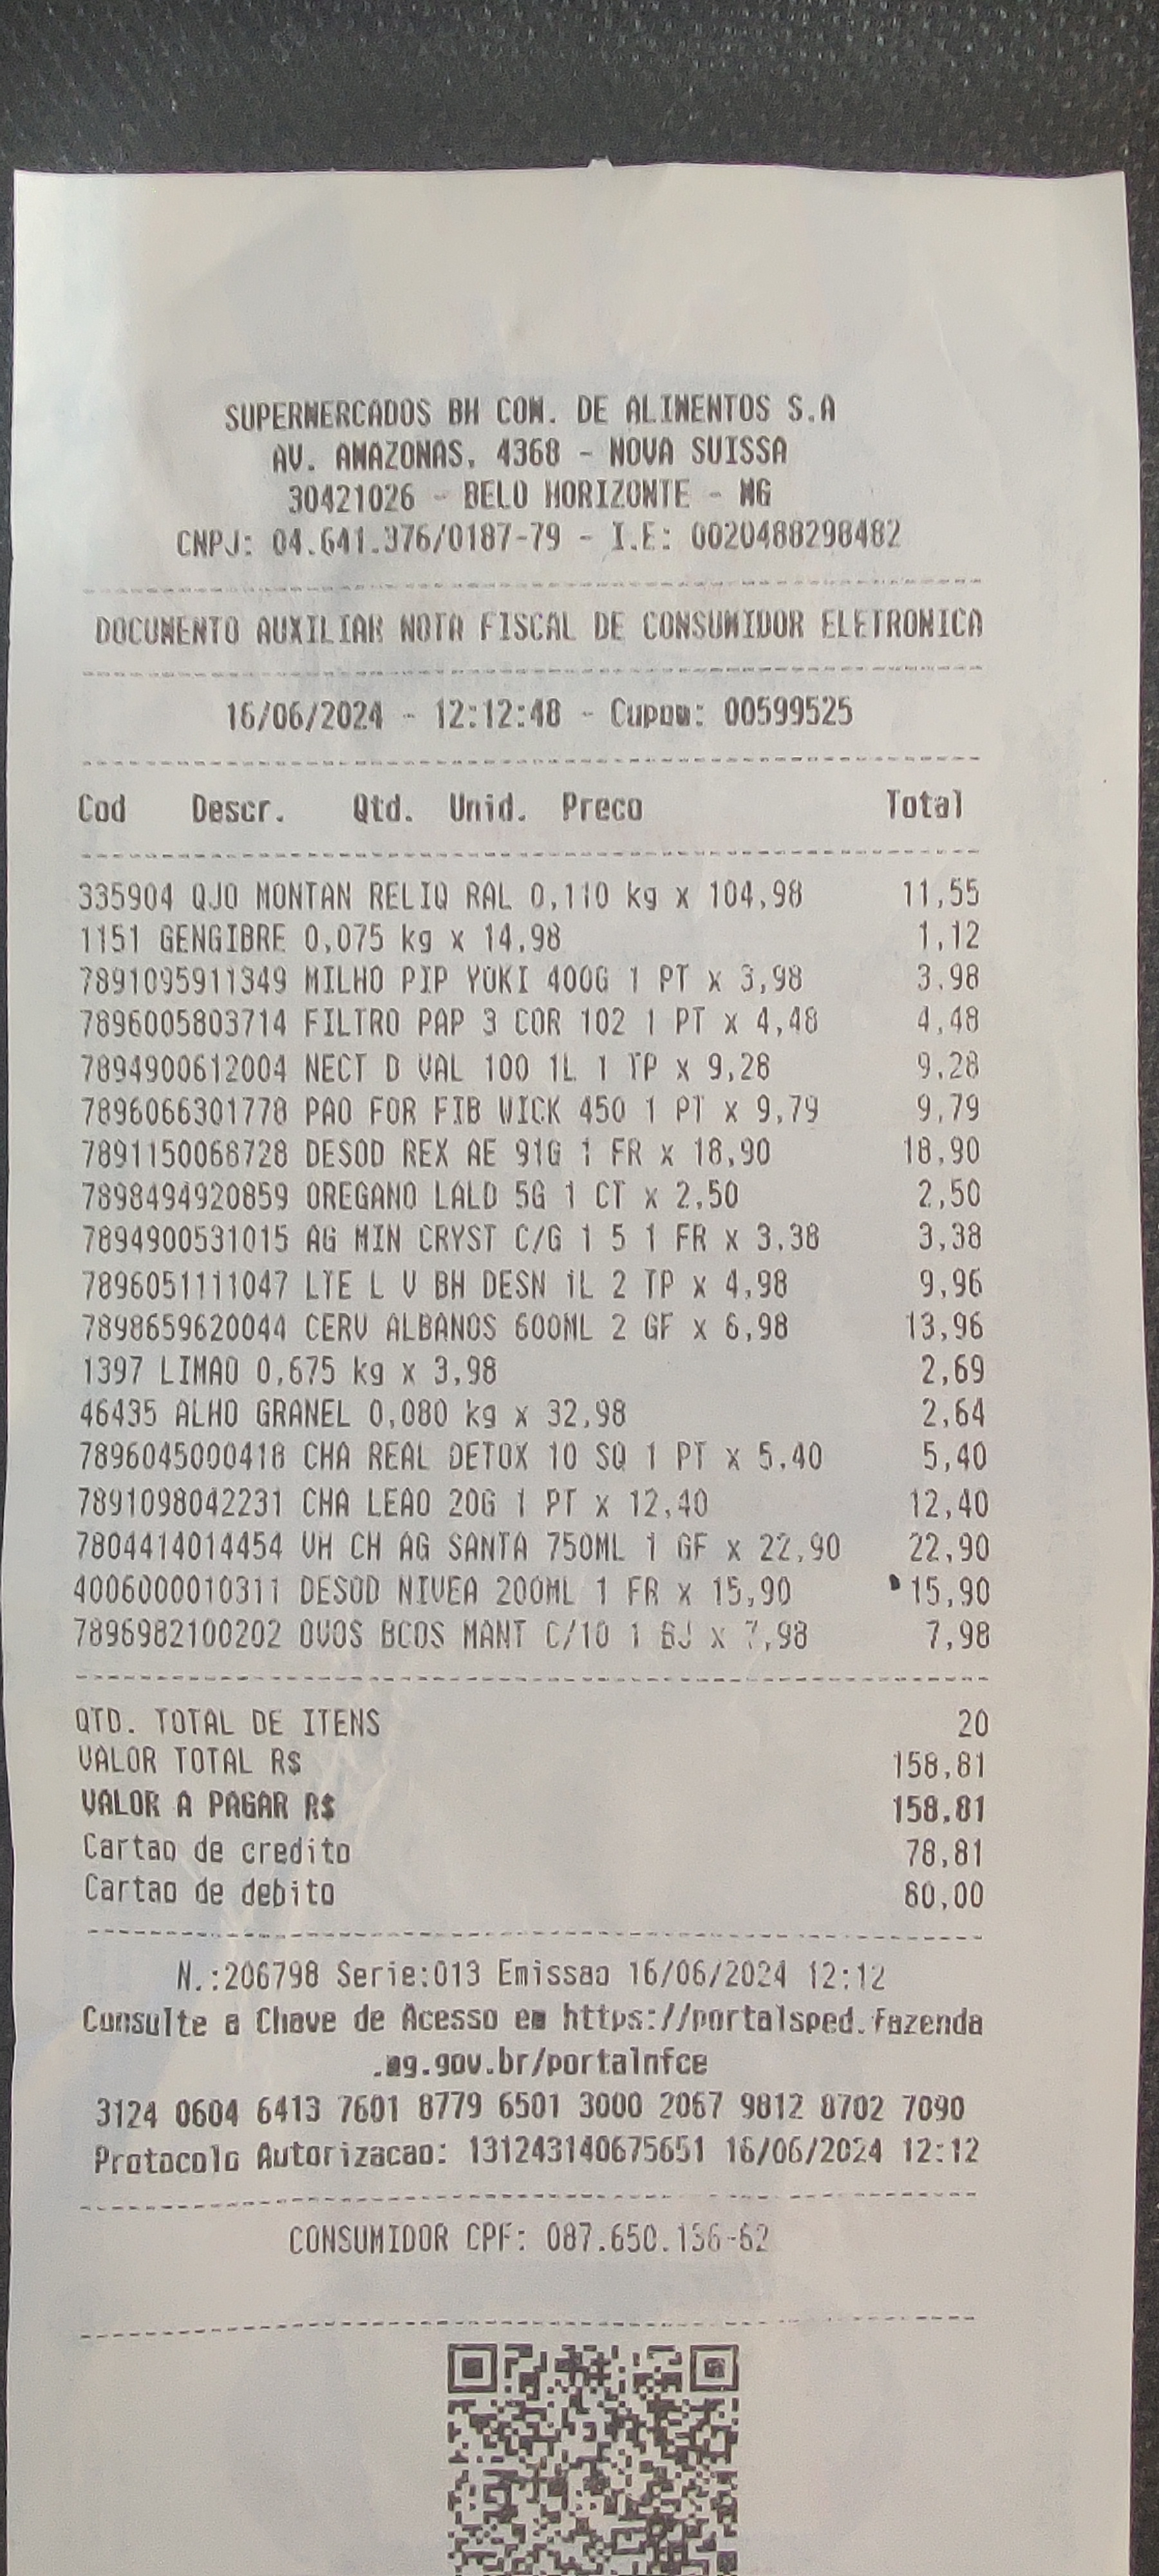 SUPERMERCADOS BH COM. DE ALIMENTOS S.A
AV. AMAZONAS, 4368 - NOVA SUISSA
30421026 - BELO HORIZONTE - MG
CNPJ: 04.641.376/0187-79 - I.E: 0020488298482
DOCUMENTO AUXILIAR NOTA FISCAL DE CONSUMIDOR ELETRONICA
16/06/2024 - 12:12:48 - Cupom: 00599525
Cod Descr. Qtd. Unid. Preco Total
335904 QJO MONTAN RELIQ RAL 0,110 kg x 104,98 11,55
1151 GENGIBRE 0,075 kg x 14,98 1,12
7891095911349 MILHO PIP YOKI 400G 1 PT x 3,98 3,98
7896005803714 FILTRO PAP 3 COR 102 1 PT x 4,48 4,48
7894900612004 NECT D VAL 100 1L 1 TP x 9,28 9,28
7896066301778 PAO FOR FIB WICK 450 1 PT x 9,79 9,79
7891150068728 DESOD REX AE 91G 1 FR x 18,90 18,90
7898494920859 OREGANO LALD 5G 1 CT x 2,50 2,50
7894900531015 AG MIN CRYST C/G 1 5 1 FR x 3,38 3,38
7896051111047 LTE L V BH DESN 1L 2 TP x 4,98 9,96
7898659620044 CERV ALBANOS 600ML 2 GF x 6,98 13,96
1397 LIMAO 0,675 kg x 3,98 2,69
46435 ALHO GRANEL 0,080 kg x 32,98 2,64
7896045000418 CHA REAL DETOX 10 SQ 1 PT x 5,40 5,40
7891098042231 CHA LEAO 20G 1 PT x 12,40 12,40
7804414014454 VH CH AG SANTA 750ML 1 GF x 22,90 22,90
4006000010311 DESOD NIVEA 200ML 1 FR x 15,90 15,90
7896982100202 OVOS BCOS MANT C/10 1 BJ x 7,98 7,98
QTD. TOTAL DE ITENS 20
VALOR TOTAL R$ 158,81
VALOR A PAGAR R$ 158,81
Cartao de credito 78,81
Cartao de debito 80,00
N.:206798 Serie:013 Emissao 16/06/2024 12:12
Consulte a Chave de Acesso em https://portalsped.fazenda
.mg.gov.br/portalnfce
3124 0604 6413 7601 8779 6501 3000 2067 9812 8702 7090
Protocolo Autorizacao: 131243140675651 16/06/2024 12:12
CONSUMIDOR CPF: 087.650.136-62